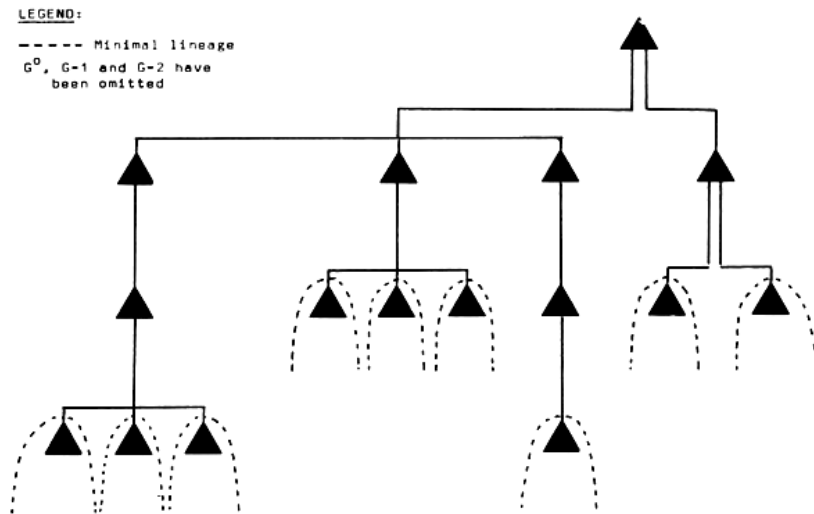 LEGEND:
----- Minimal lineage
G⁰, G-1 and G-2 have
been omitted